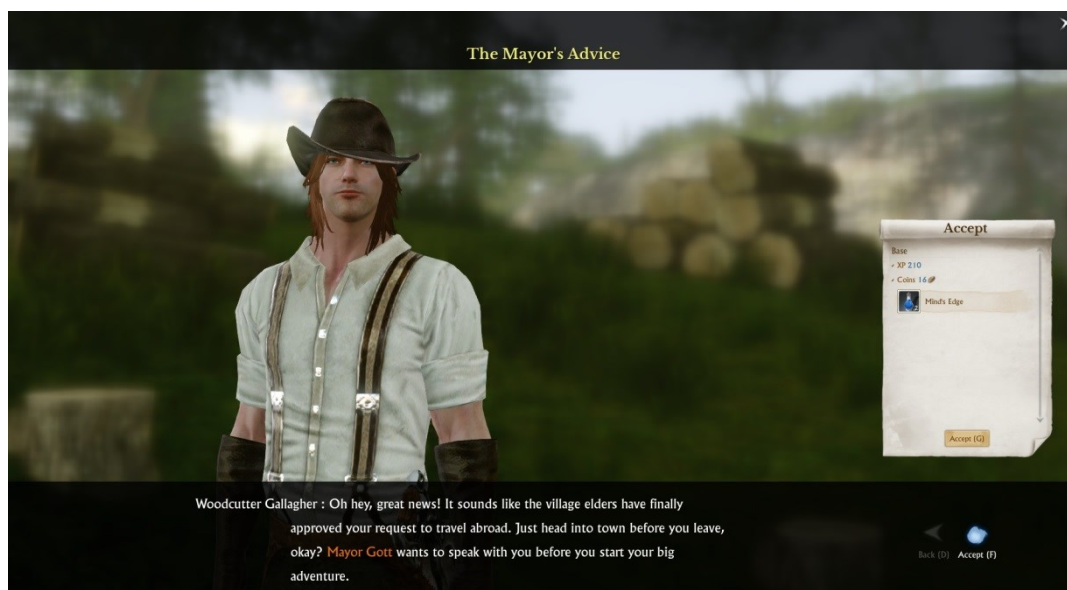 The Mayor's Advice
Accept
Base
XP 210
Coins 16
2
Mind's Edge
Accept (G)
Woodcutter Gallagher : Oh hey, great news! It sounds like the village elders have finally
approved your request to travel abroad. Just head into town before you leave,
okay? Mayor Gott wants to speak with you before you start your big
adventure.
Back (D) Accept (F)